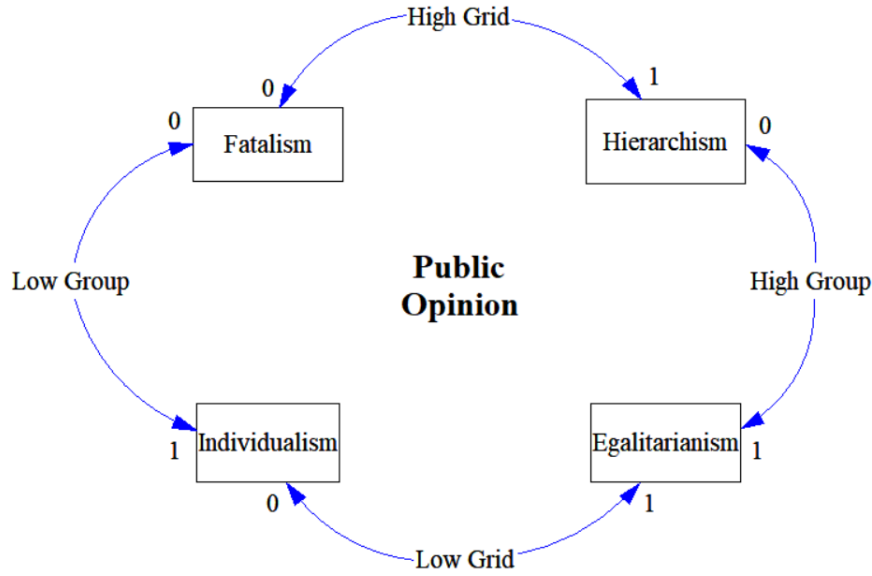 High Grid
0
1
0
Fatalism
Hierarchism
0
Low Group
Public
Opinion
High Group
1
Individualism
Egalitarianism
1
0
1
Low Grid